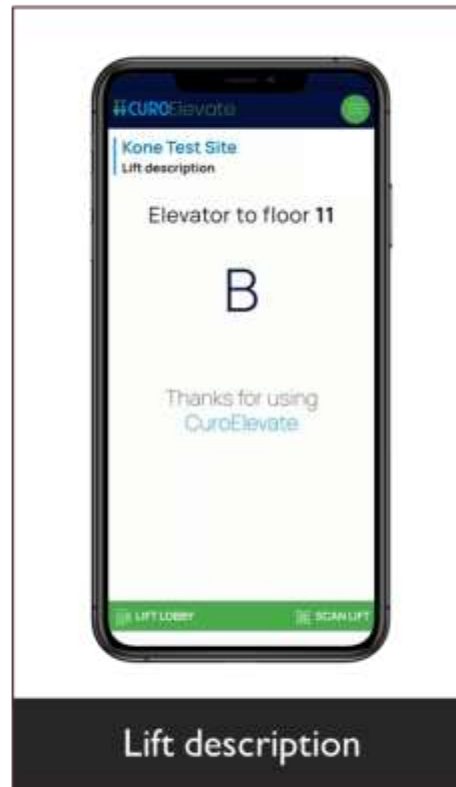 CUROElevate
Kone Test Site
Lift description
Elevator to floor 11
B
Thanks for using
CuroElevate
LIFT LOBBY
SCAN LIFT
Lift description